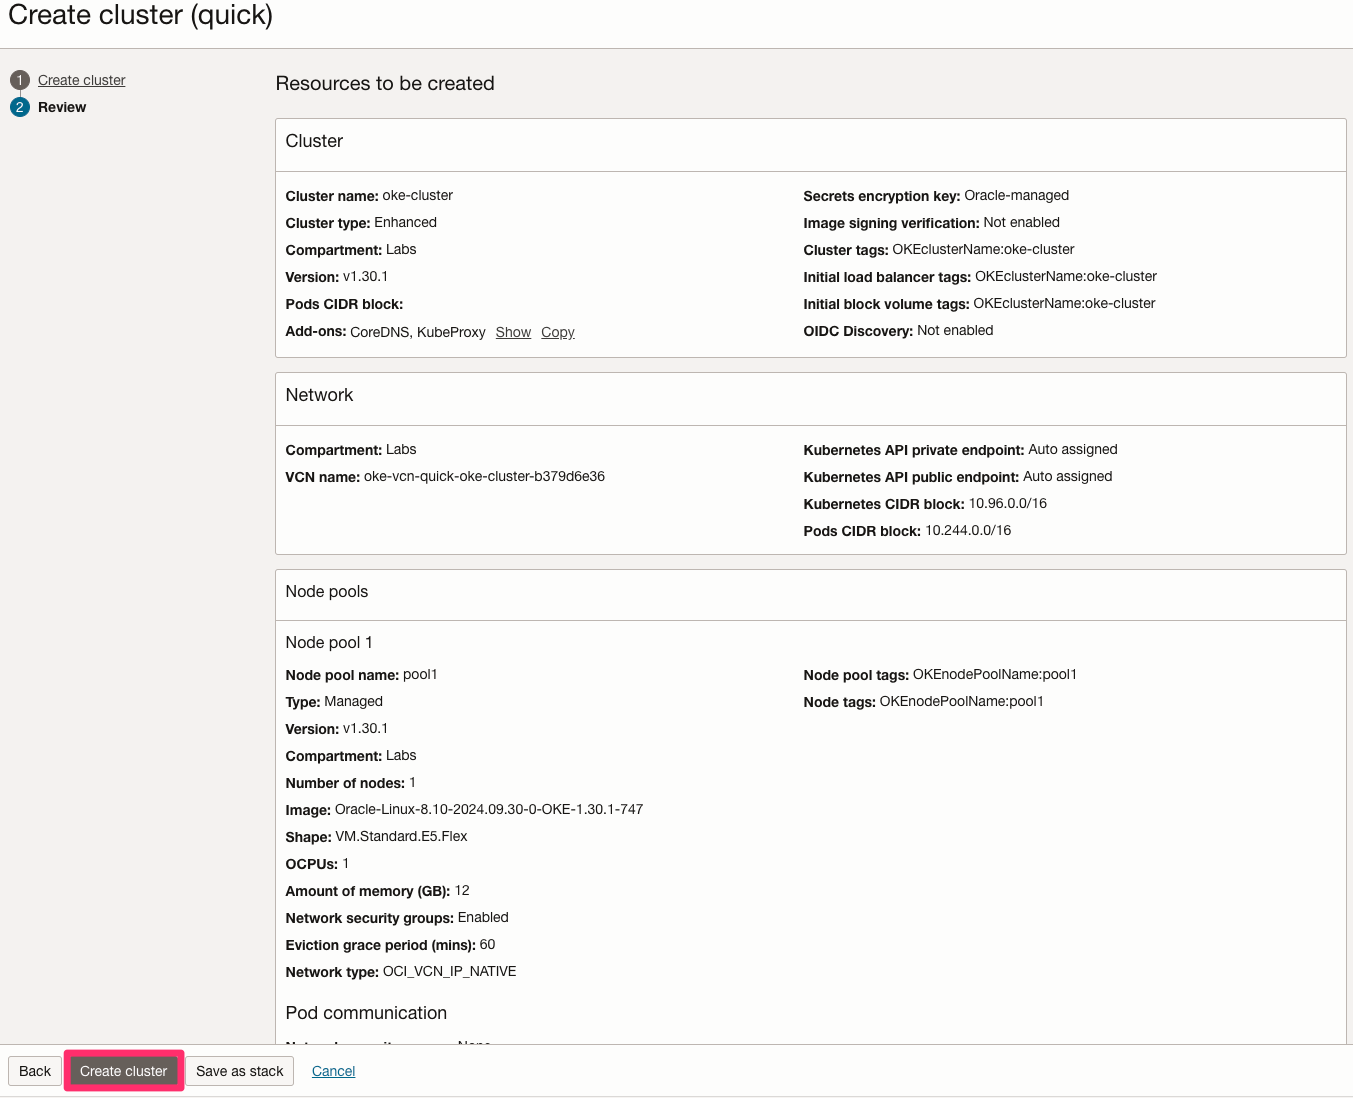 Create cluster (quick)
1 Create cluster
2 Review
Resources to be created
Cluster
Cluster name: oke-cluster
Cluster type: Enhanced
Compartment: Labs
Version: v1.30.1
Pods CIDR block:
Add-ons: CoreDNS, KubeProxy Show Copy
Secrets encryption key: Oracle-managed
Image signing verification: Not enabled
Cluster tags: OKEclusterName:oke-cluster
Initial load balancer tags: OKEclusterName:oke-cluster
Initial block volume tags: OKEclusterName:oke-cluster
OIDC Discovery: Not enabled
Network
Compartment: Labs
VCN name: oke-vcn-quick-oke-cluster-b379d6e36
Kubernetes API private endpoint: Auto assigned
Kubernetes API public endpoint: Auto assigned
Kubernetes CIDR block: 10.96.0.0/16
Pods CIDR block: 10.244.0.0/16
Node pools
Node pool 1
Node pool name: pool1
Type: Managed
Version: v1.30.1
Compartment: Labs
Number of nodes: 1
Image: Oracle-Linux-8.10-2024.09.30-0-OKE-1.30.1-747
Shape: VM.Standard.E5.Flex
OCPUs: 1
Amount of memory (GB): 12
Network security groups: Enabled
Eviction grace period (mins): 60
Network type: OCI_VCN_IP_NATIVE
Node pool tags: OKEnodePoolName:pool1
Node tags: OKEnodePoolName:pool1
Pod communication
Back Create cluster Save as stack Cancel